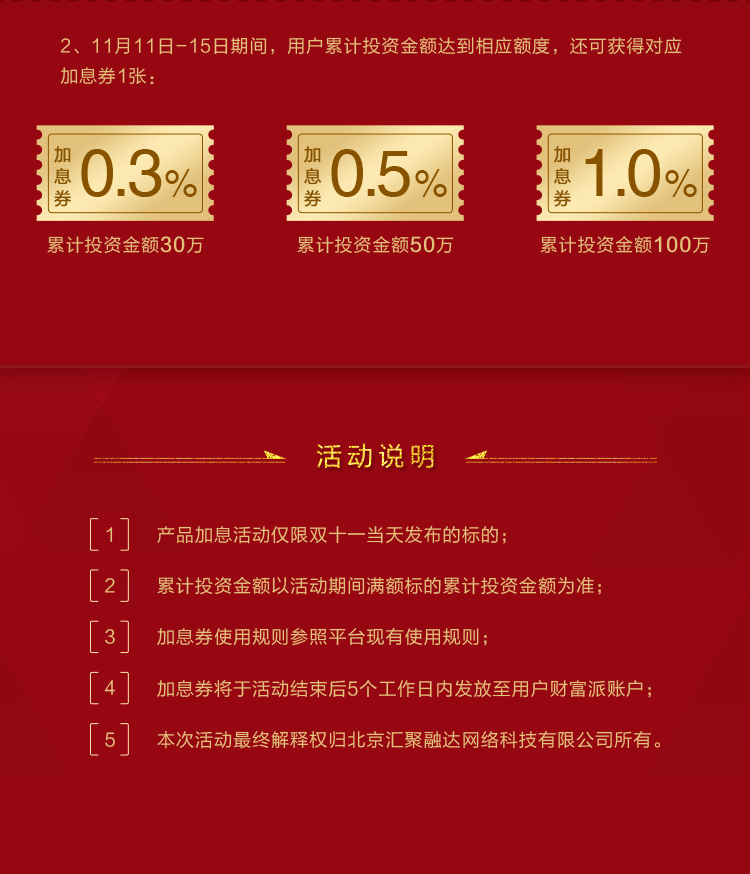 2、11月11日-15日期间，用户累计投资金额达到相应额度，还可获得对应
加息券1张：
加息券 0.3%
加息券 0.5%
加息券 1.0%
累计投资金额30万
累计投资金额50万
累计投资金额100万
活动说明
1 产品加息活动仅限双十一当天发布的标的；
2 累计投资金额以活动期间满额标的累计投资金额为准；
3 加息券使用规则参照平台现有使用规则；
4 加息券将于活动结束后5个工作日内发放至用户财富派账户；
5 本次活动最终解释权归北京汇聚融达网络科技有限公司所有。